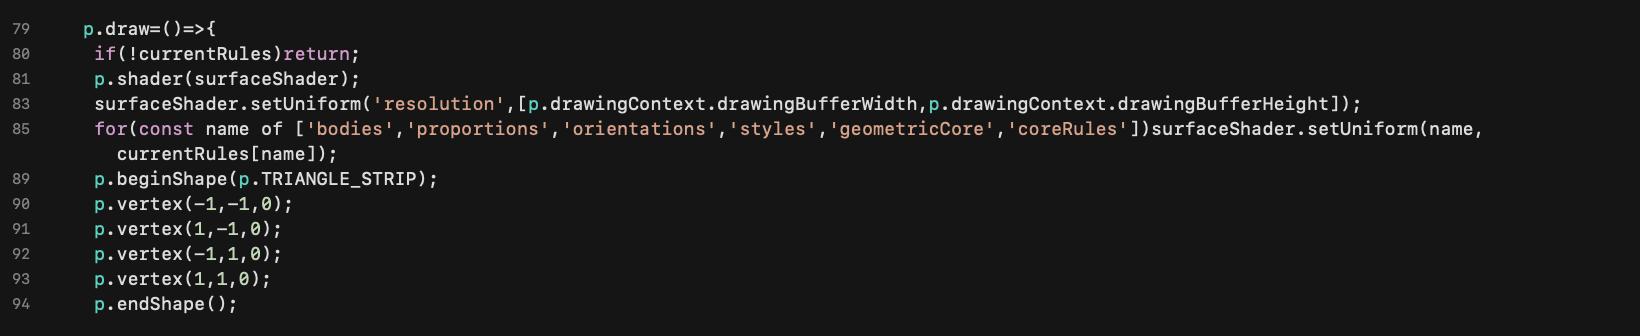 79 p.draw=()=>{
80 if(!currentRules)return;
81 p.shader(surfaceShader);
83 surfaceShader.setUniform('resolution',[p.drawingContext.drawingBufferWidth,p.drawingContext.drawingBufferHeight]);
85 for(const name of ['bodies','proportions','orientations','styles','geometricCore','coreRules'])surfaceShader.setUniform(name,
currentRules[name]);
89 p.beginShape(p.TRIANGLE_STRIP);
90 p.vertex(-1,-1,0);
91 p.vertex(1,-1,0);
92 p.vertex(-1,1,0);
93 p.vertex(1,1,0);
94 p.endShape();